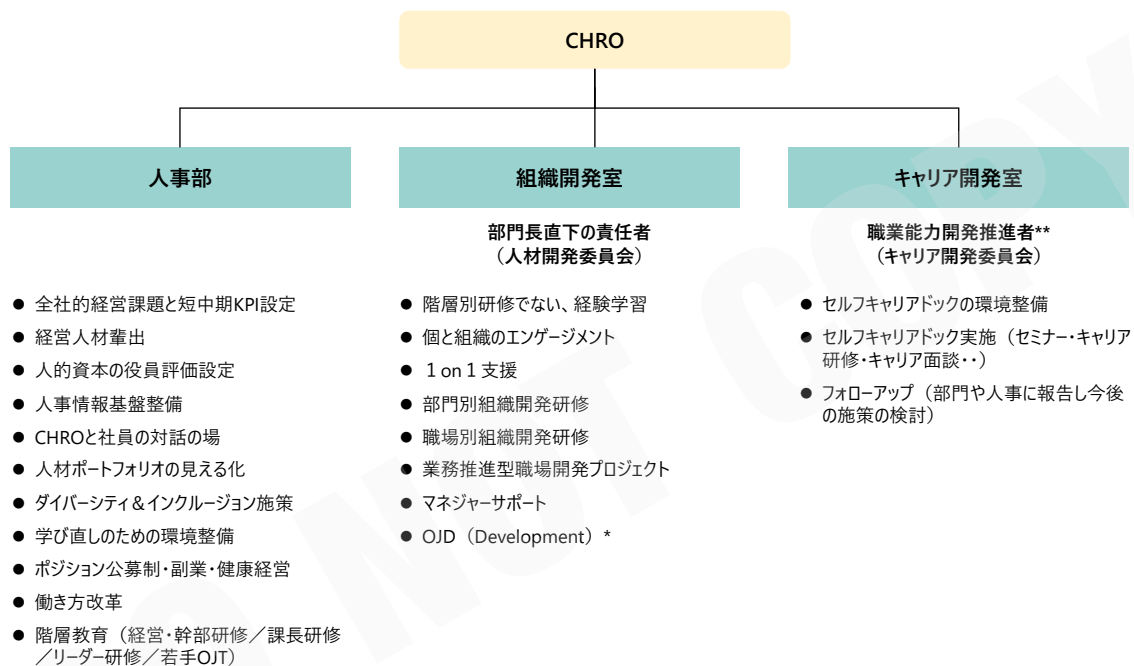 CHRO
人事部
組織開発室
キャリア開発室
部門長直下の責任者
（人材開発委員会）
職業能力開発推進者**
（キャリア開発委員会）
● 全社的経営課題と短中期KPI設定
● 経営人材輩出
● 人的資本の役員評価設定
● 人事情報基盤整備
● CHROと社員の対話の場
● 人材ポートフォリオの見える化
● ダイバーシティ＆インクルージョン施策
● 学び直しのための環境整備
● ポジション公募制・副業・健康経営
● 働き方改革
● 階層教育（経営・幹部研修／課長研修
／リーダー研修／若手OJT）
● 階層別研修でない、経験学習
● 個と組織のエンゲージメント
● １on１支援
● 部門別組織開発研修
● 職場別組織開発研修
● 業務推進型職場開発プロジェクト
● マネジャーサポート
● OJD（Development）*
● セルフキャリアドックの環境整備
● セルフキャリアドック実施（セミナー・キャリア
研修・キャリア面談・・）
● フォローアップ（部門や人事に報告し今後
の施策の検討）
DO NOT COPY